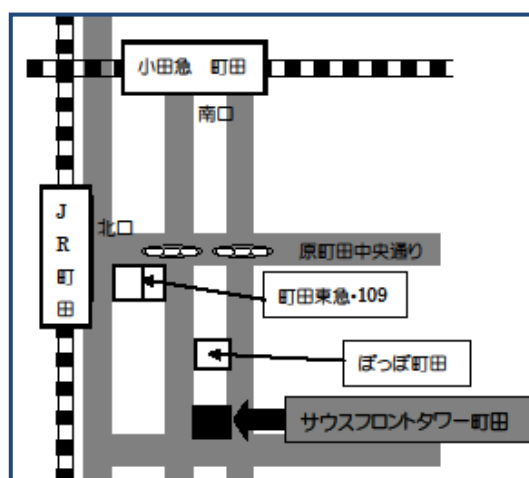 小田急 町田
南口
JR町田
北口
原町田中央通り
町田東急・109
ぽっぽ町田
サウスフロントタワー町田